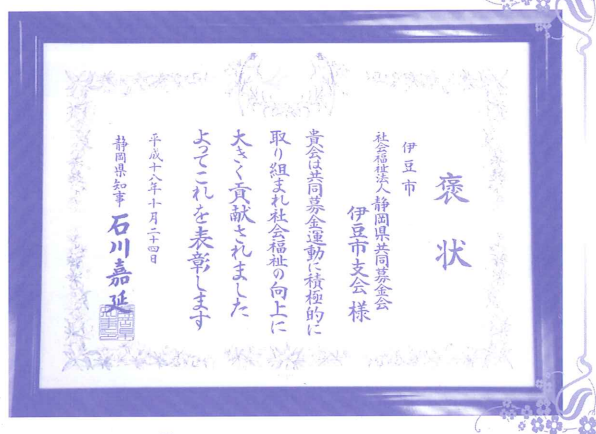 褒状
伊豆市
社会福祉法人 静岡県共同募金会
伊豆市支会 様
貴会は共同募金運動に積極的に
取り組まれ社会福祉の向上に
大きく貢献されました
よってこれを表彰します
平成十八年十月二十四日
静岡県知事 石川嘉延